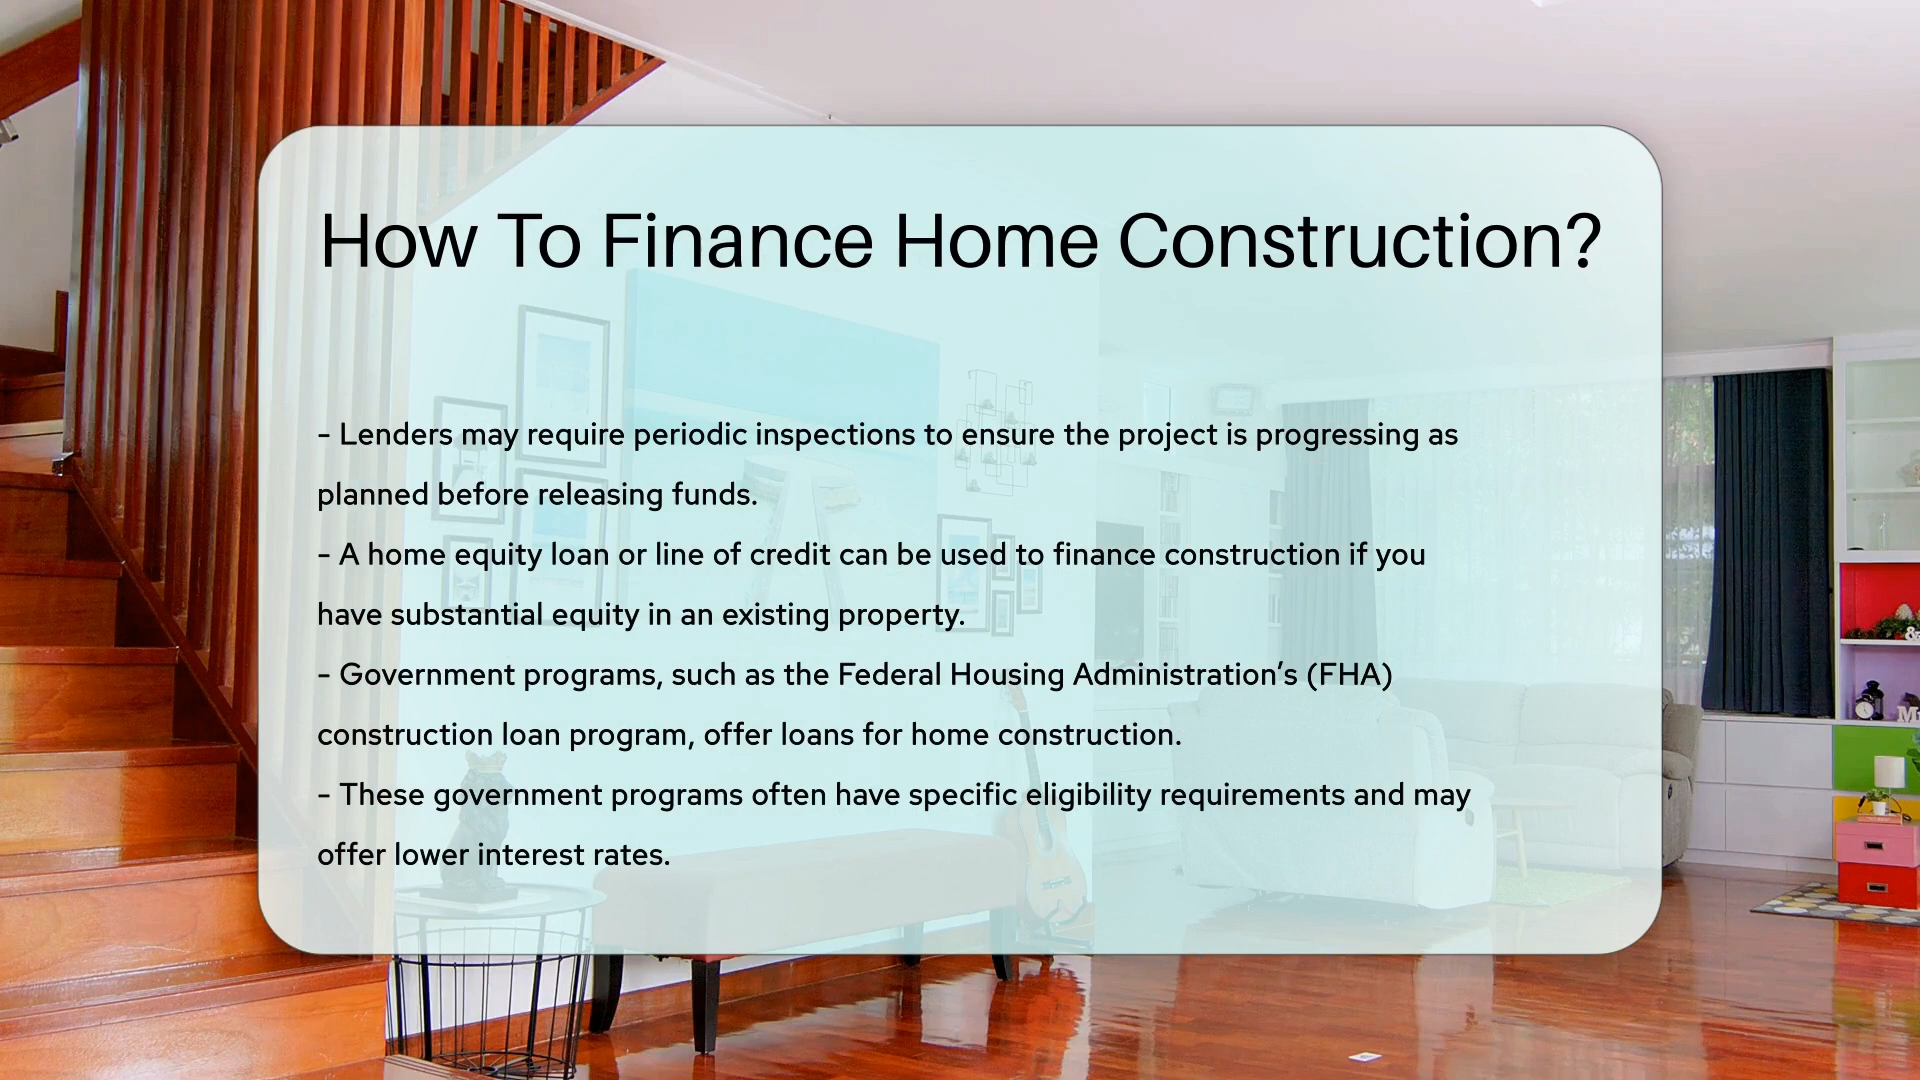 How To Finance Home Construction?
- Lenders may require periodic inspections to ensure the project is progressing as
planned before releasing funds.
- A home equity loan or line of credit can be used to finance construction if you
have substantial equity in an existing property.
- Government programs, such as the Federal Housing Administration's (FHA)
construction loan program, offer loans for home construction.
- These government programs often have specific eligibility requirements and may
offer lower interest rates.